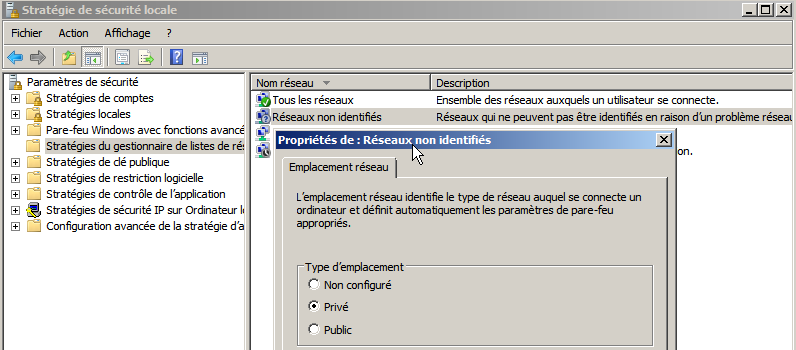 Stratégie de sécurité locale
Fichier Action Affichage ?
Paramètres de sécurité
Stratégies de comptes
Stratégies locales
Pare-feu Windows avec fonctions avancé
Stratégies du gestionnaire de listes de rés
Stratégies de clé publique
Stratégies de restriction logicielle
Stratégies de contrôle de l'application
Stratégies de sécurité IP sur Ordinateur lo
Configuration avancée de la stratégie d'a
Nom réseau Description
Tous les réseaux Ensemble des réseaux auxquels un utilisateur se connecte.
Réseaux non identifiés Réseaux qui ne peuvent pas être identifiés en raison d'un problème réseau
on.
Propriétés de : Réseaux non identifiés
Emplacement réseau
L'emplacement réseau identifie le type de réseau auquel se connecte un
ordinateur et définit automatiquement les paramètres de pare-feu
appropriés.
Type d'emplacement
Non configuré
Privé
Public